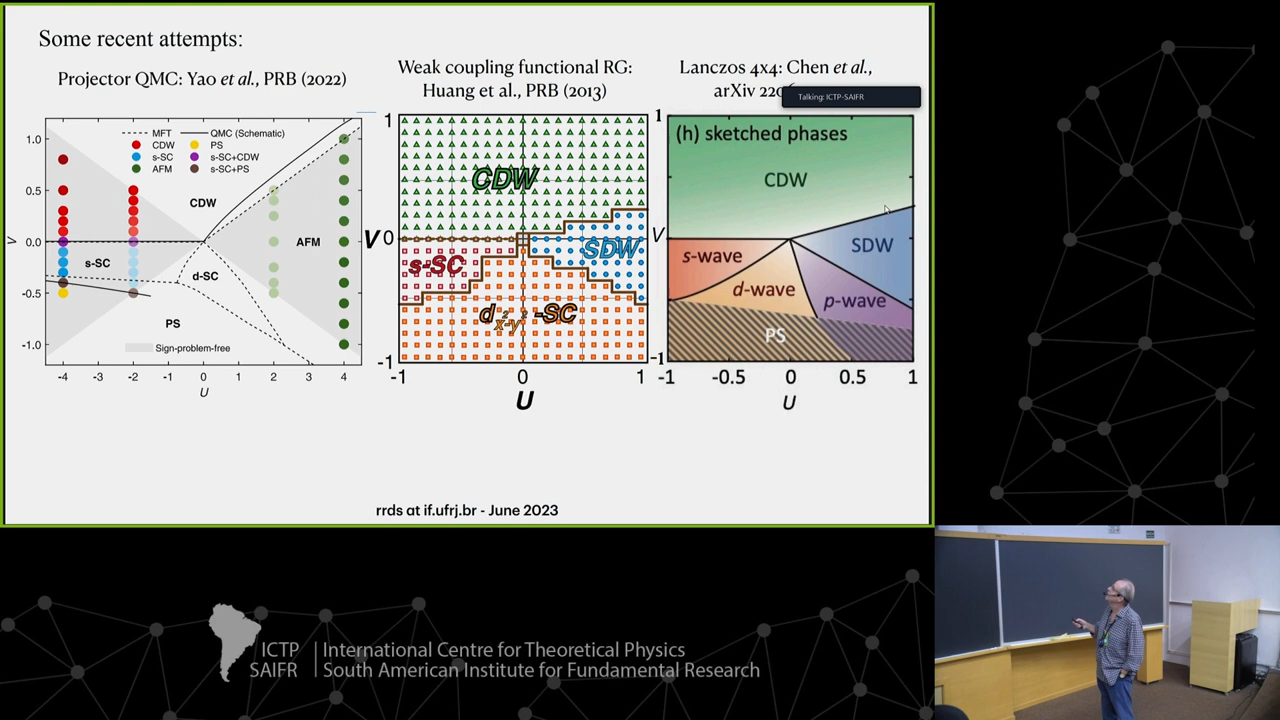 Some recent attempts:
Projector QMC: Yao et al., PRB (2022)
Weak coupling functional RG:
Huang et al., PRB (2013)
Lanczos 4x4: Chen et al.,
arXiv 220
Talking: ICTP-SAIFR
1.0
0.5
0.0
-0.5
-1.0
V
MFT
QMC (Schematic)
CDW
PS
s-SC
s-SC+CDW
AFM
s-SC+PS
CDW
AFM
s-SC
d-SC
PS
Sign-problem-free
-4 -3 -2 -1 0 1 2 3 4
U
1
V 0
-1
CDW
SDW
s-SC
d x²-y² -SC
-1 0 1
U
1
V
-1
(h) sketched phases
CDW
SDW
s-wave
d-wave
p-wave
PS
-1 -0.5 0 0.5 1
U
rrds at if.ufrj.br - June 2023
ICTP
SAIFR
International Centre for Theoretical Physics
South American Institute for Fundamental Research